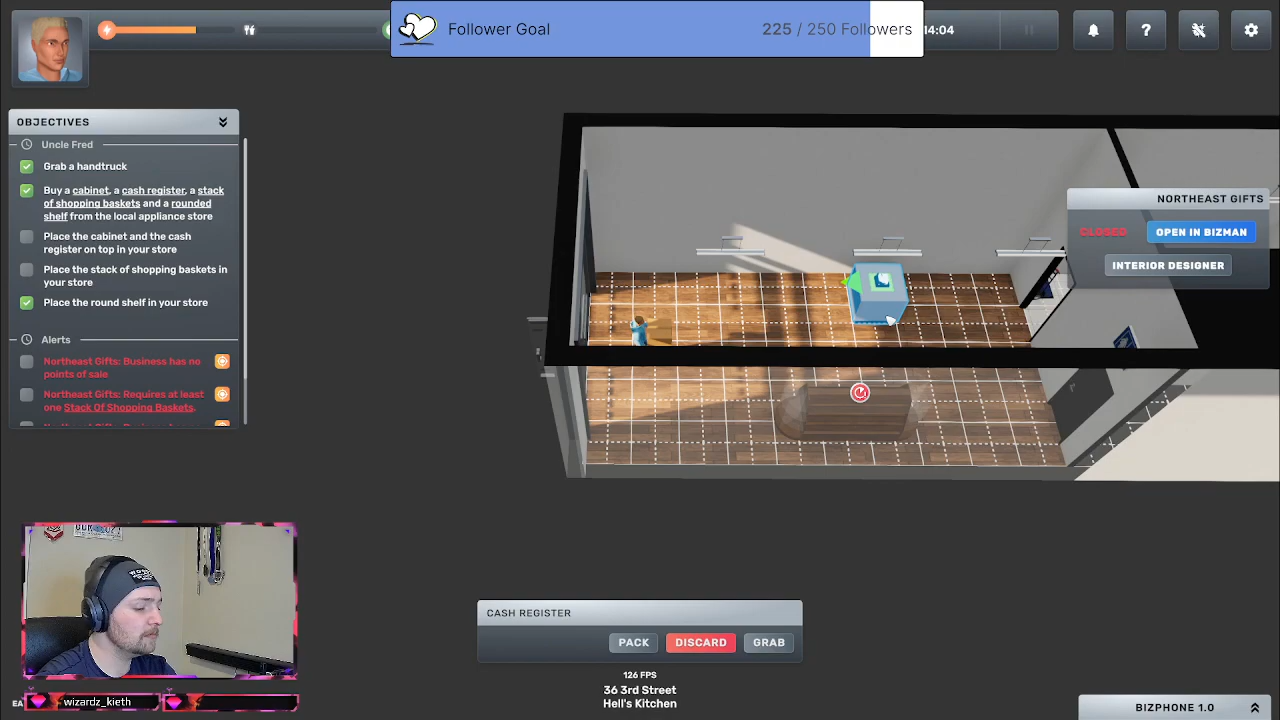 Follower Goal
225 / 250 Followers
14:04
OBJECTIVES
Uncle Fred
Grab a handtruck
Buy a cabinet, a cash register, a stack
of shopping baskets and a rounded
shelf from the local appliance store
Place the cabinet and the cash
register on top in your store
Place the stack of shopping baskets in
your store
Place the round shelf in your store
Alerts
Northeast Gifts: Business has no
points of sale
Northeast Gifts: Requires at least
one Stack Of Shopping Baskets.
NORTHEAST GIFTS
CLOSED
OPEN IN BIZMAN
INTERIOR DESIGNER
CASH REGISTER
PACK
DISCARD
GRAB
126 FPS
36 3rd Street
Hell's Kitchen
EA
wizardz_kieth
BIZPHONE 1.0